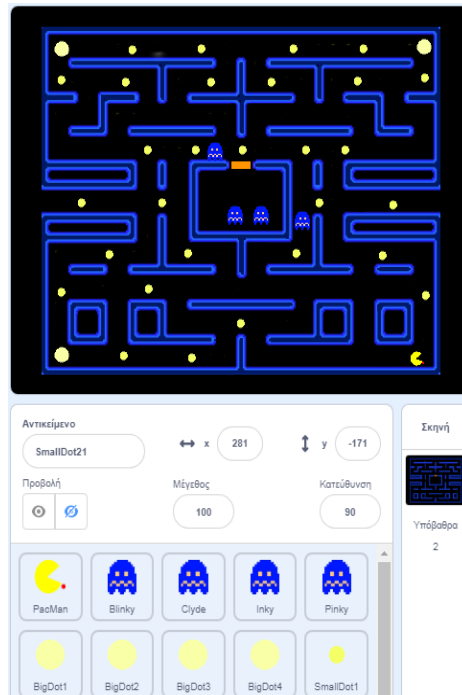 Αντικείμενο
SmallDot21
x 281
y -171
Προβολή
Μέγεθος
Κατεύθυνση
100
90
PacMan Blinky Clyde Inky Pinky
BigDot1 BigDot2 BigDot3 BigDot4 SmallDot1
Σκηνή
Υπόβαθρα
2